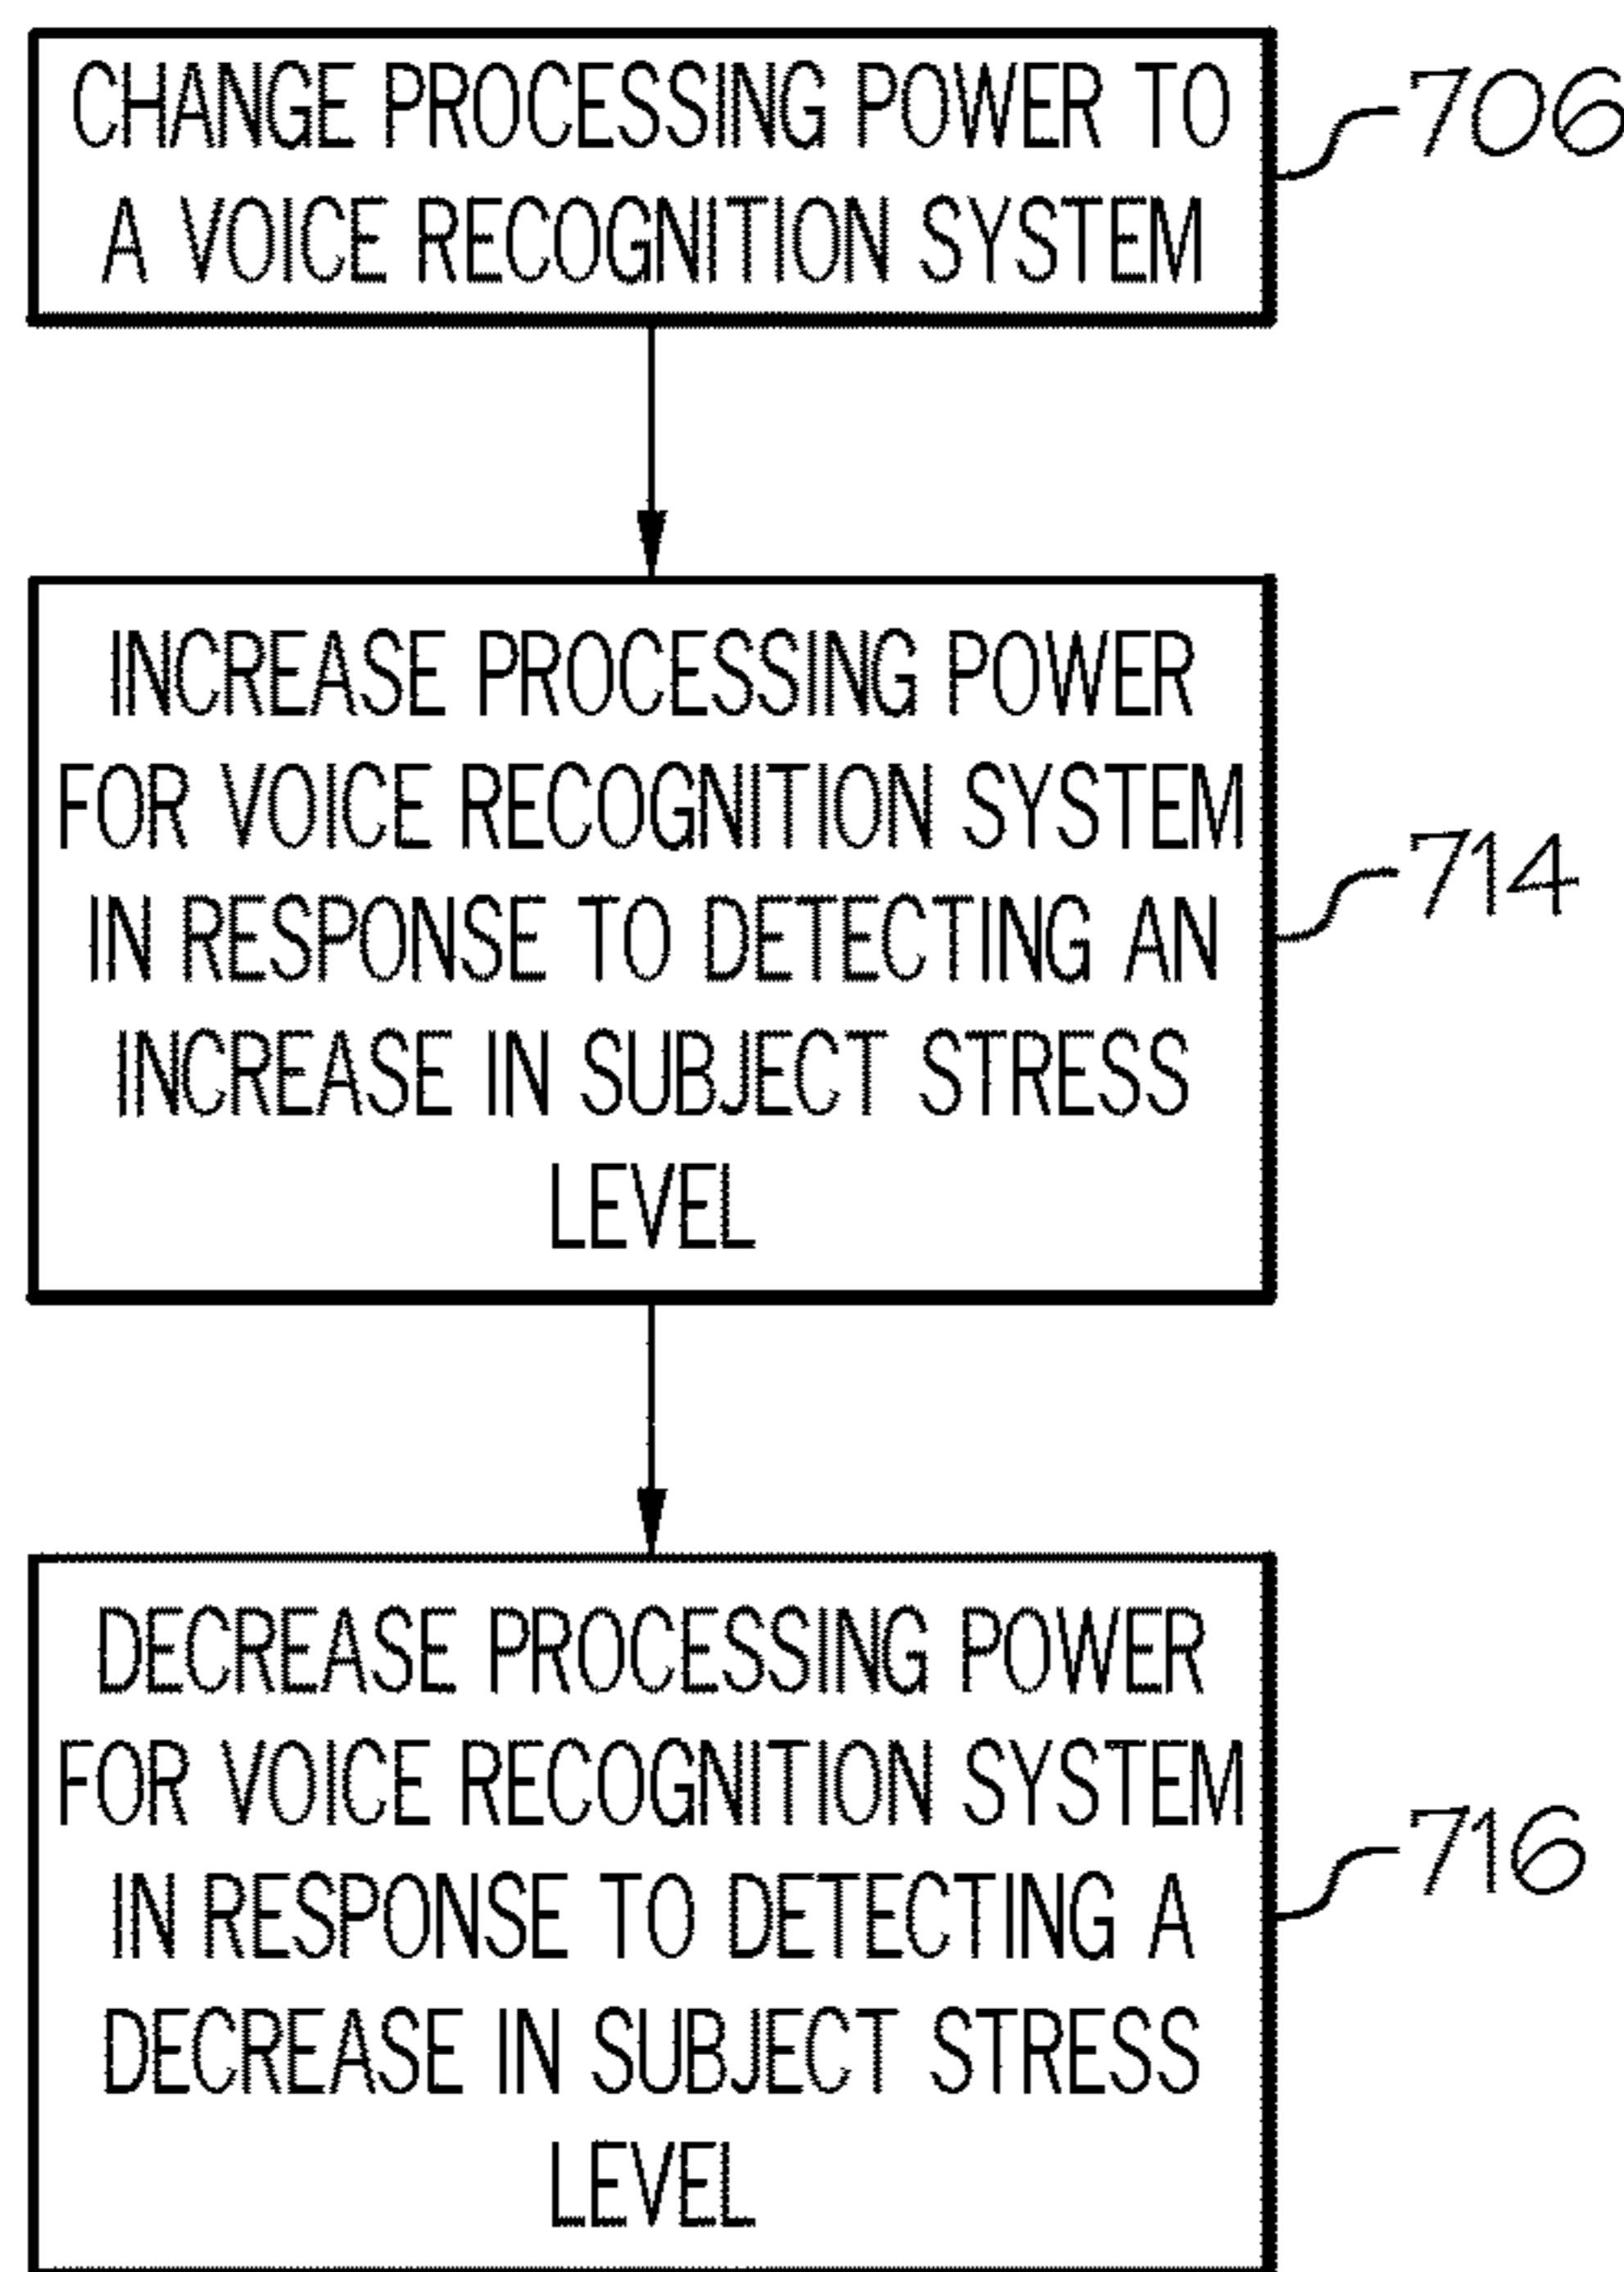 CHANGE PROCESSING POWER TO
A VOICE RECOGNITION SYSTEM
706
INCREASE PROCESSING POWER
FOR VOICE RECOGNITION SYSTEM
IN RESPONSE TO DETECTING AN
INCREASE IN SUBJECT STRESS
LEVEL
714
DECREASE PROCESSING POWER
FOR VOICE RECOGNITION SYSTEM
IN RESPONSE TO DETECTING A
DECREASE IN SUBJECT STRESS
LEVEL
716